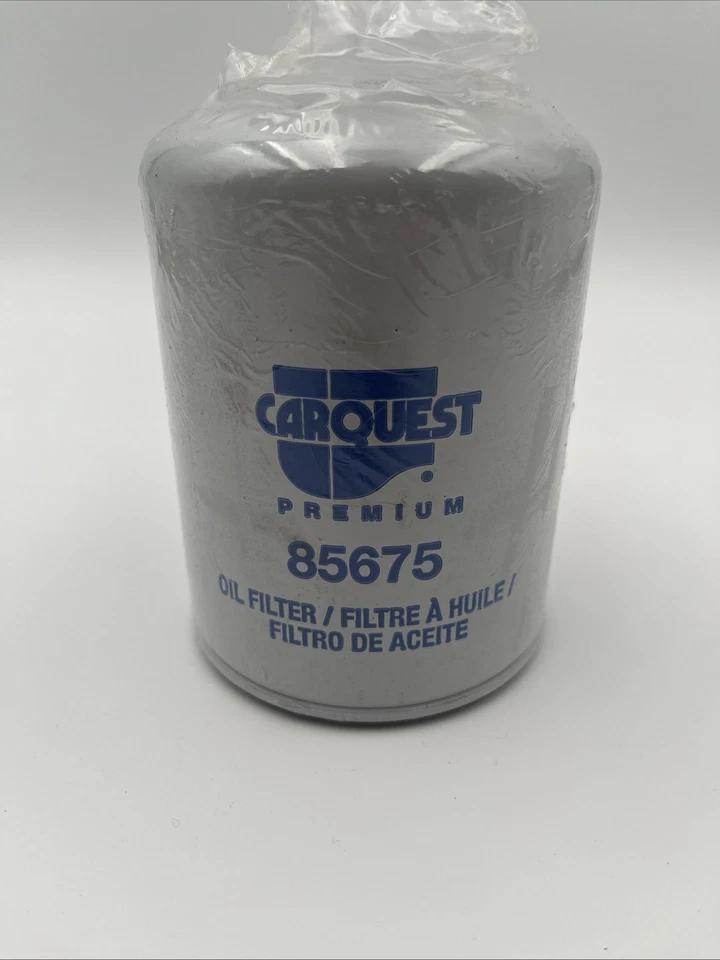 CARQUEST
PREMIUM
85675
OIL FILTER / FILTRE À HUILE /
FILTRO DE ACEITE